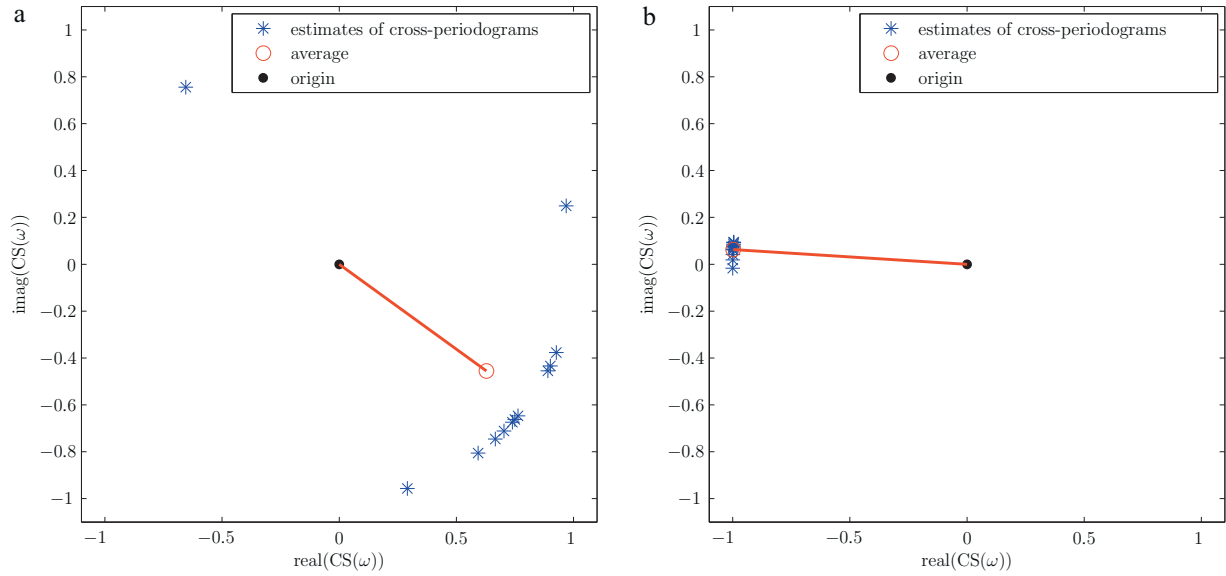 a
1
0.8
0.6
0.4
0.2
0
−0.2
−0.4
−0.6
−0.8
−1
imag(CS(ω))
estimates of cross-periodograms
average
origin
−1
−0.5
0
0.5
1
real(CS(ω))
b
1
0.8
0.6
0.4
0.2
0
−0.2
−0.4
−0.6
−0.8
−1
imag(CS(ω))
estimates of cross-periodograms
average
origin
−1
−0.5
0
0.5
1
real(CS(ω))